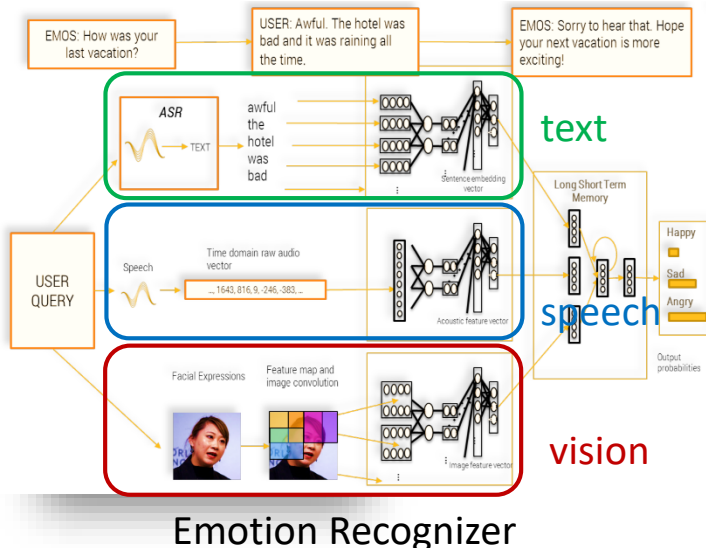 EMOS: How was your
last vacation?
USER: Awful. The hotel was
bad and it was raining all
the time.
EMOS: Sorry to hear that. Hope
your next vacation is more
exciting!
ASR
TEXT
awful
the
hotel
was
bad
⋮
Sentence embedding
vector
text
USER
QUERY
Speech
Time domain raw audio
vector
..., 1643, 816, 9, -246, -383, ...
Acoustic feature vector
speech
Long Short Term
Memory
Happy
Sad
Angry
Output
probabilities
Facial Expressions
Feature map and
image convolution
Image feature vector
vision
Emotion Recognizer